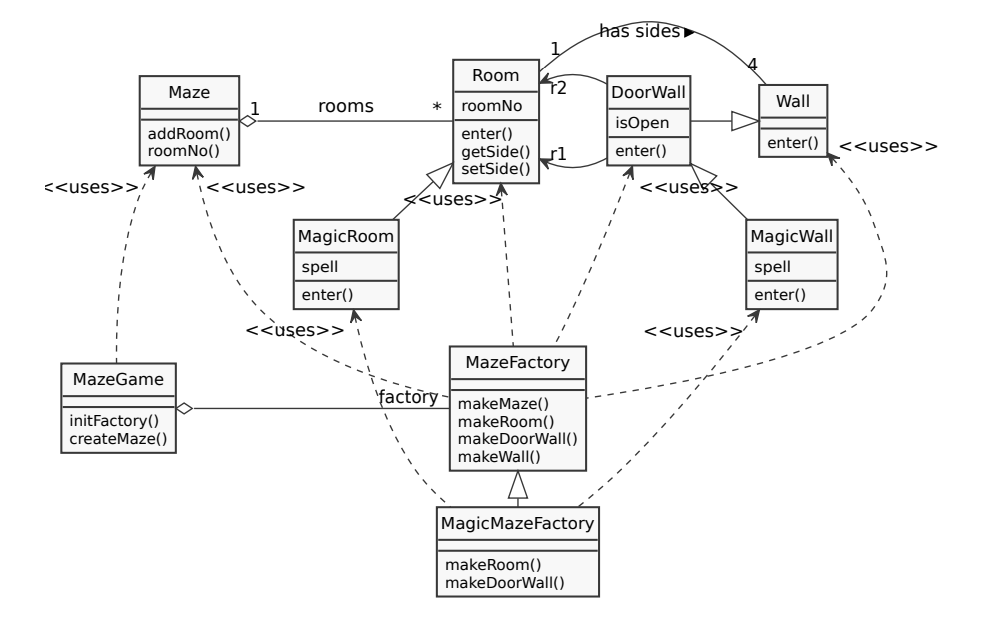 has sides ►
1
4
Maze
addRoom()
roomNo()
1
rooms
*
Room
roomNo
enter()
getSide()
setSide()
r2
r1
DoorWall
isOpen
enter()
Wall
enter()
<<uses>>
<<uses>>
<<uses>>
<<uses>>
<<uses>>
MagicRoom
spell
enter()
MagicWall
spell
enter()
<<uses>>
<<uses>>
MazeGame
initFactory()
createMaze()
factory
MazeFactory
makeMaze()
makeRoom()
makeDoorWall()
makeWall()
MagicMazeFactory
makeRoom()
makeDoorWall()